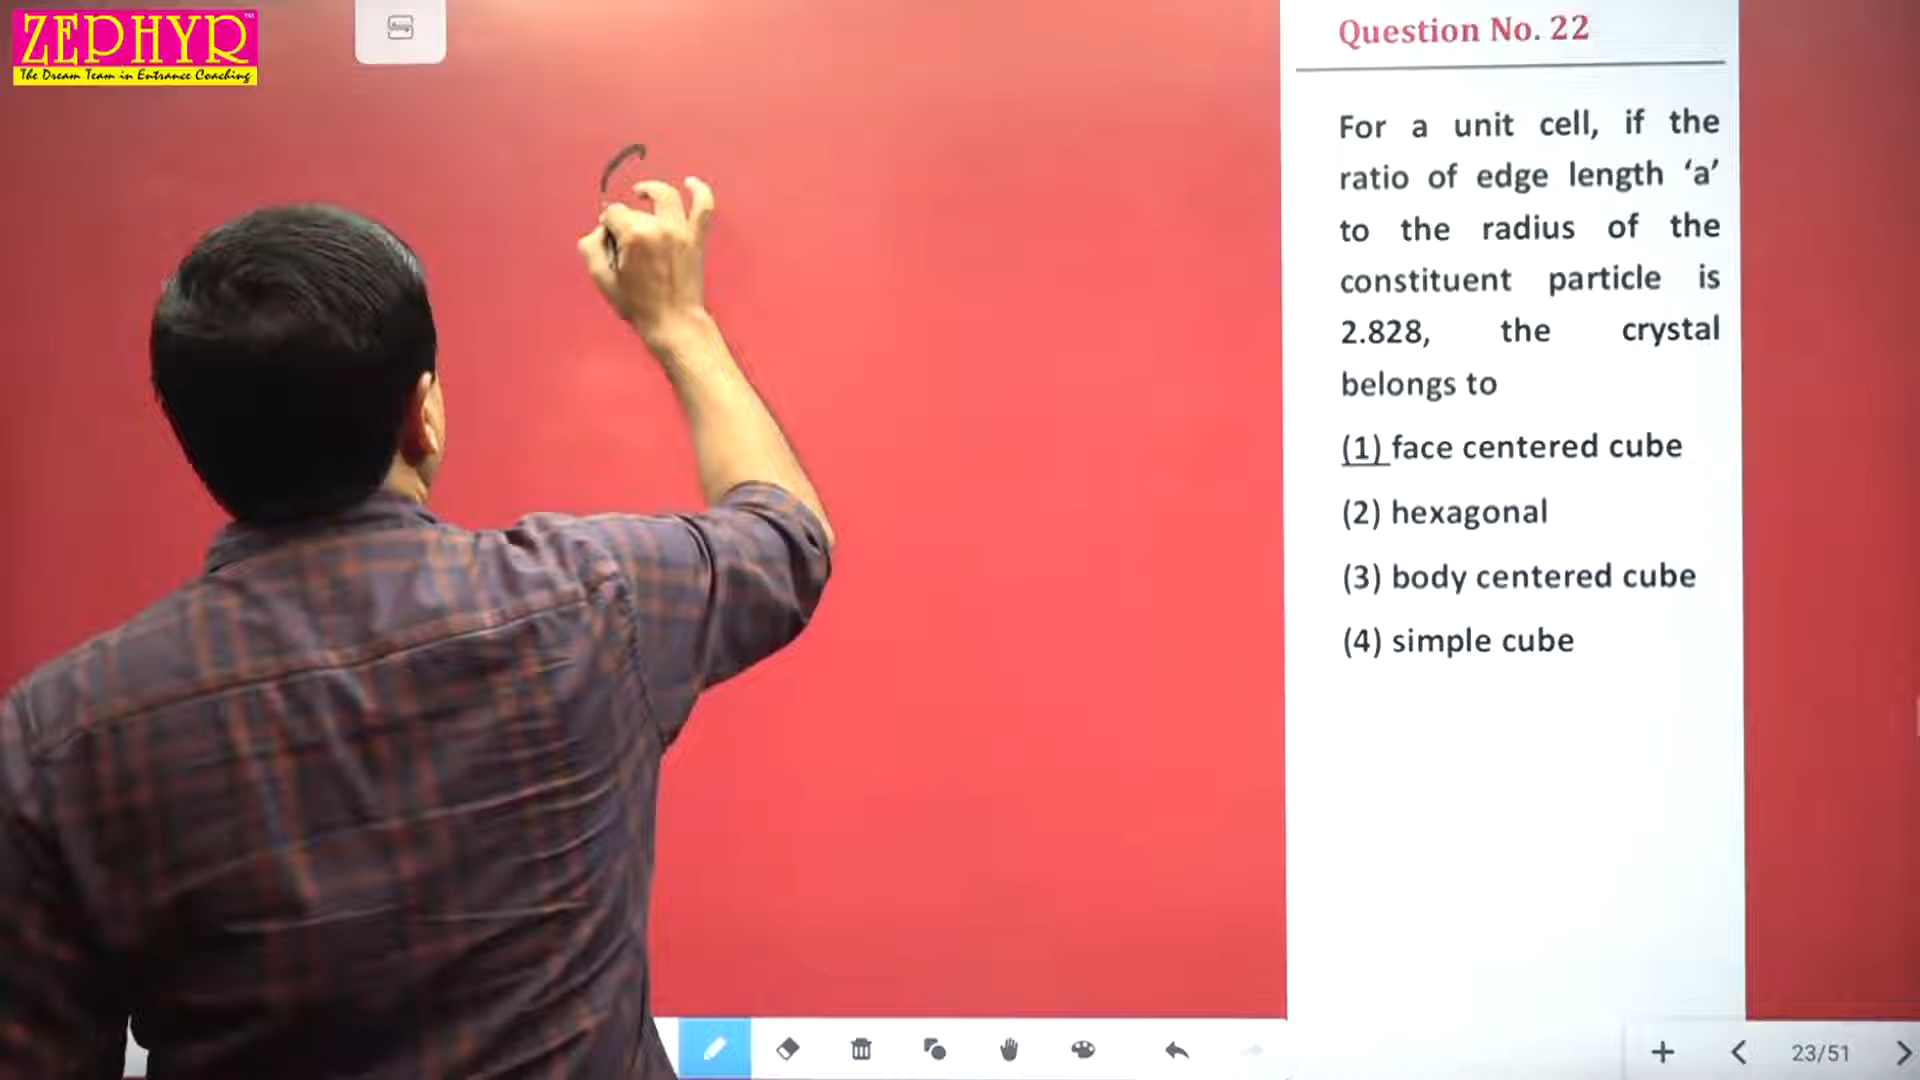 ZEPHYR™
The Dream Team in Entrance Coaching
Question No. 22
For a unit cell, if the
ratio of edge length ‘a’
to the radius of the
constituent particle is
2.828, the crystal
belongs to
(1) face centered cube
(2) hexagonal
(3) body centered cube
(4) simple cube
23/51